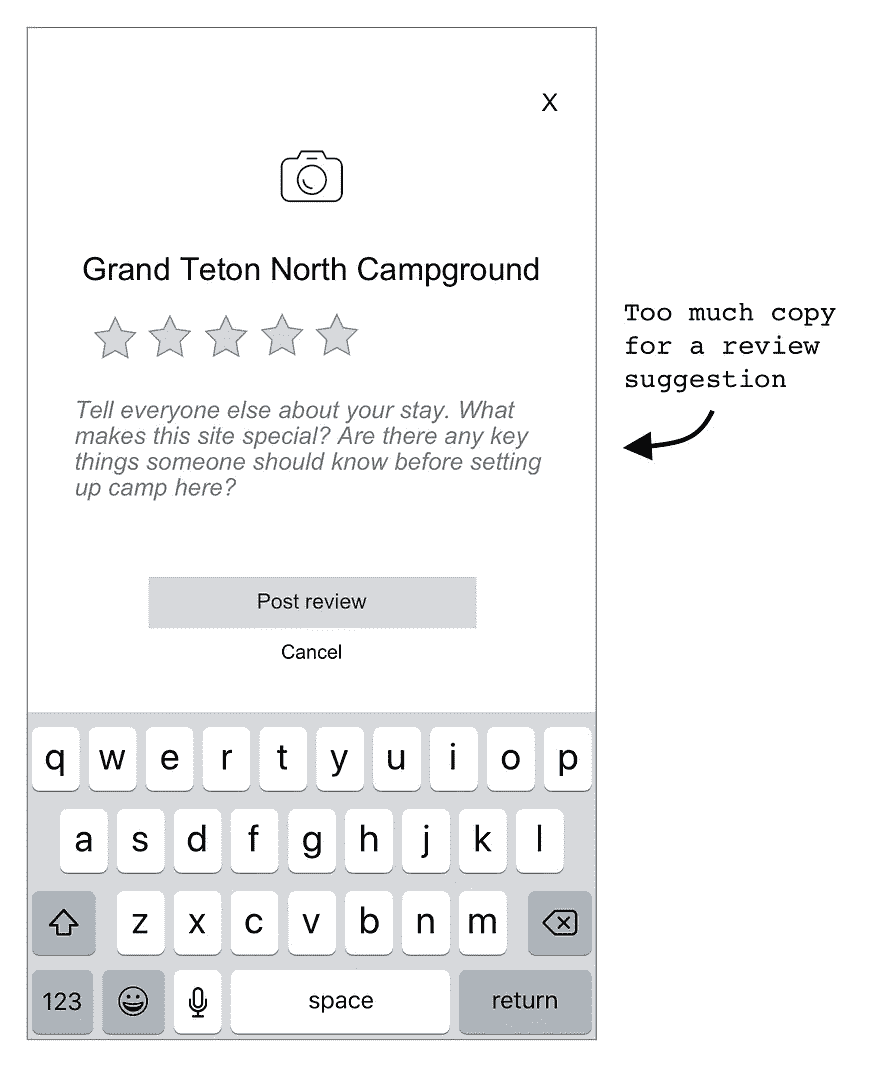 X
Grand Teton North Campground
Too much copy
for a review
suggestion
Tell everyone else about your stay. What
makes this site special? Are there any key
things someone should know before setting
up camp here?
Post review
Cancel
q w e r t y u i o p
a s d f g h j k l
z x c v b n m
123 space return